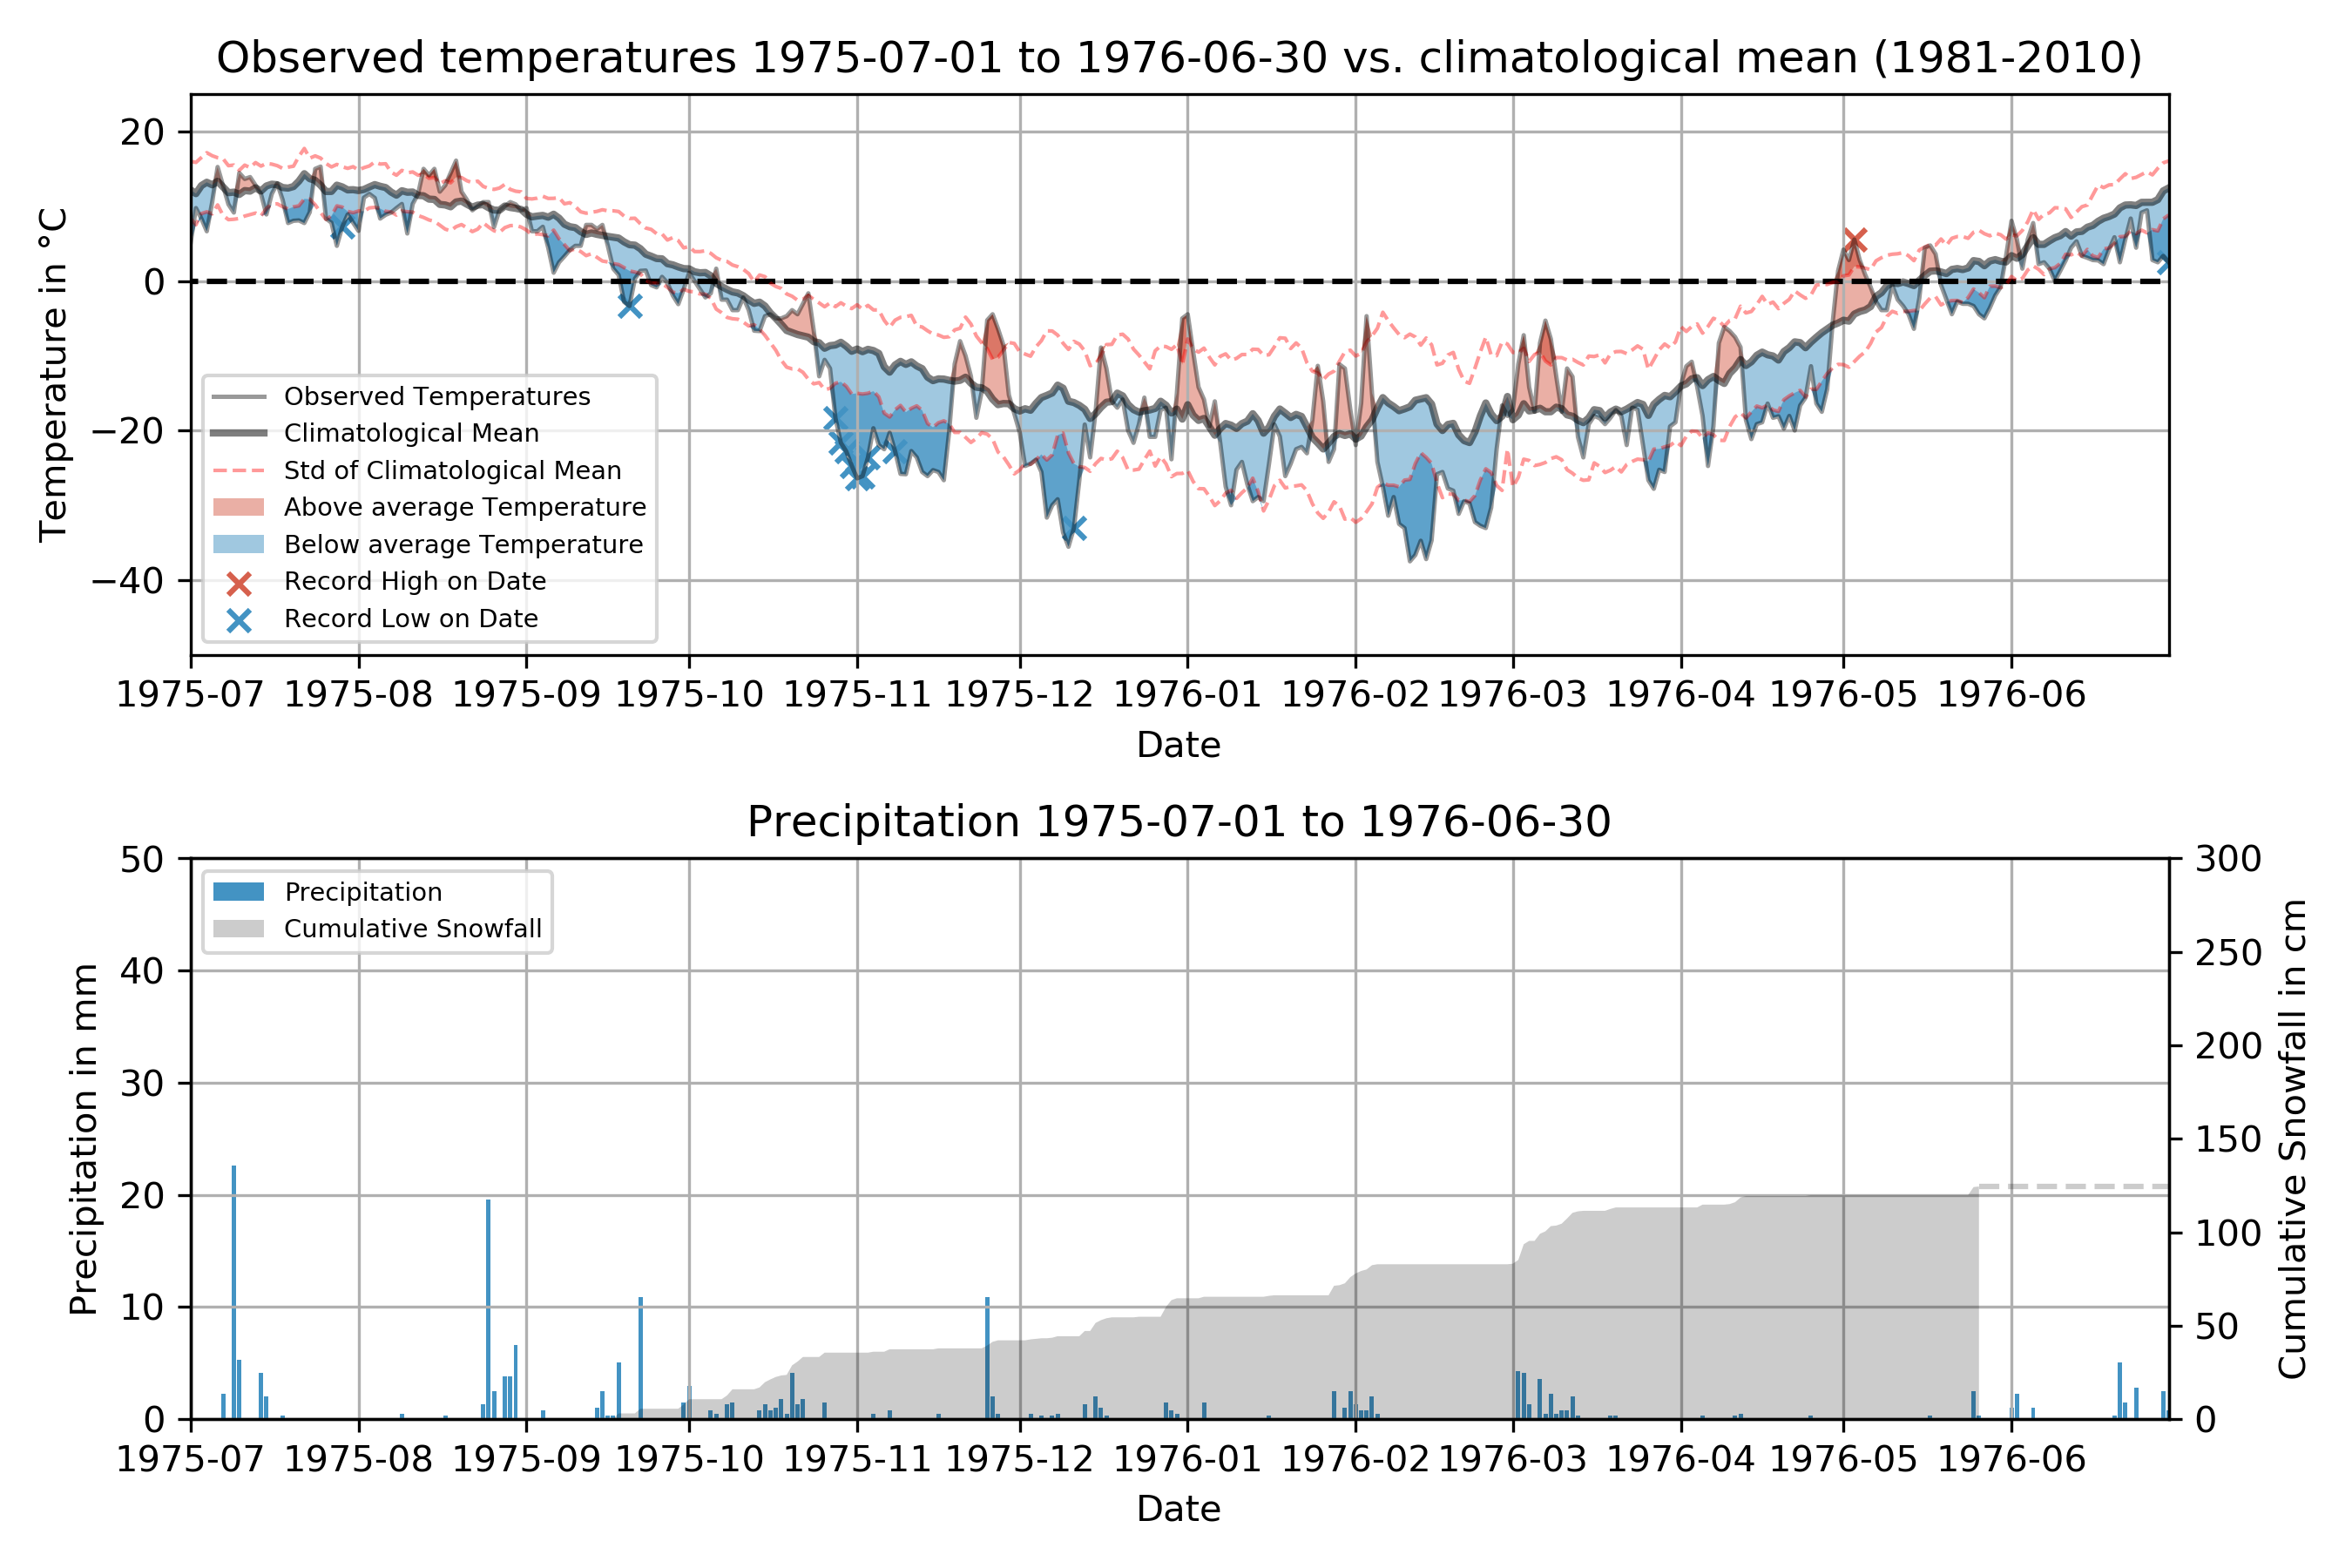 Observed temperatures 1975-07-01 to 1976-06-30 vs. climatological mean (1981-2010)
Temperature in °C
20
0
−20
−40
Observed Temperatures
Climatological Mean
Std of Climatological Mean
Above average Temperature
Below average Temperature
Record High on Date
Record Low on Date
1975-07 1975-08 1975-09 1975-10 1975-11 1975-12 1976-01 1976-02 1976-03 1976-04 1976-05 1976-06
Date
Precipitation 1975-07-01 to 1976-06-30
Precipitation in mm
50
40
30
20
10
0
Precipitation
Cumulative Snowfall
300
250
200
150
100
50
0
Cumulative Snowfall in cm
1975-07 1975-08 1975-09 1975-10 1975-11 1975-12 1976-01 1976-02 1976-03 1976-04 1976-05 1976-06
Date